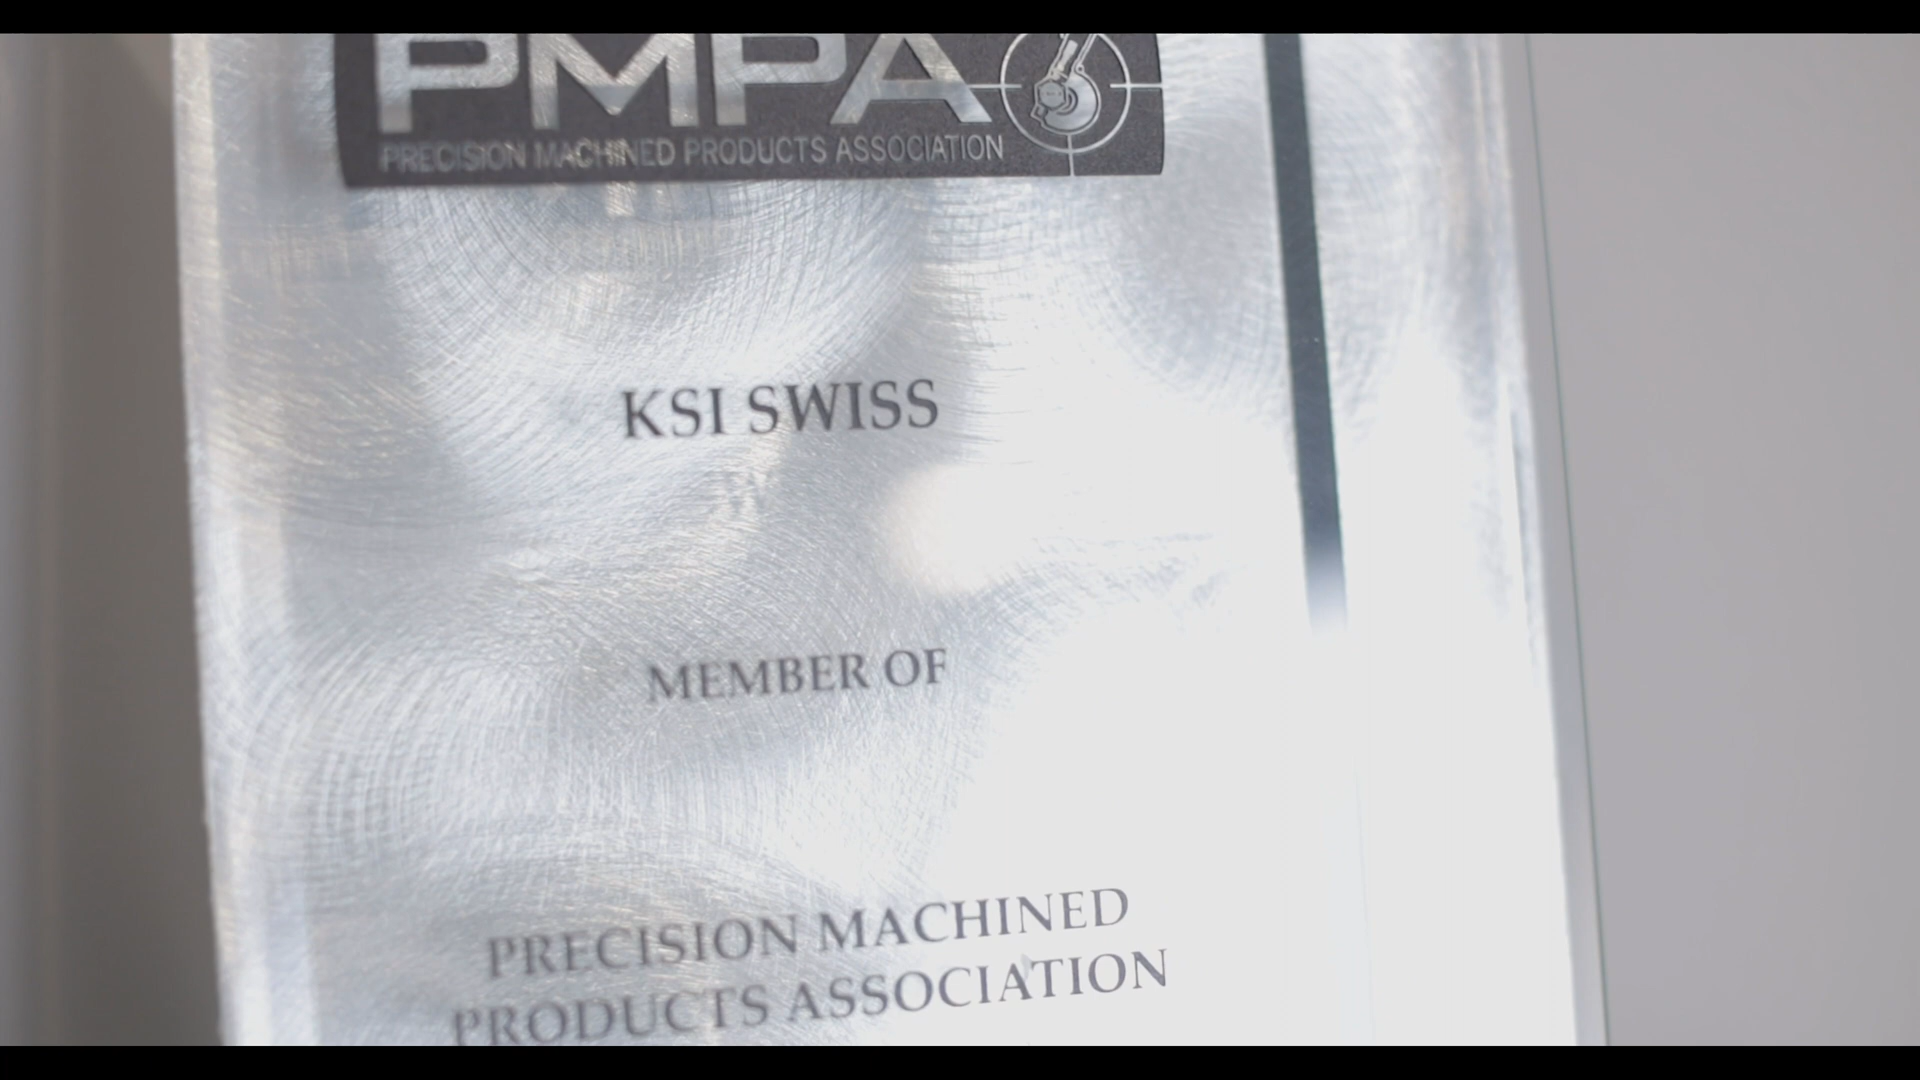 PMPA
PRECISION MACHINED PRODUCTS ASSOCIATION
KSI SWISS
MEMBER OF
PRECISION MACHINED
PRODUCTS ASSOCIATION